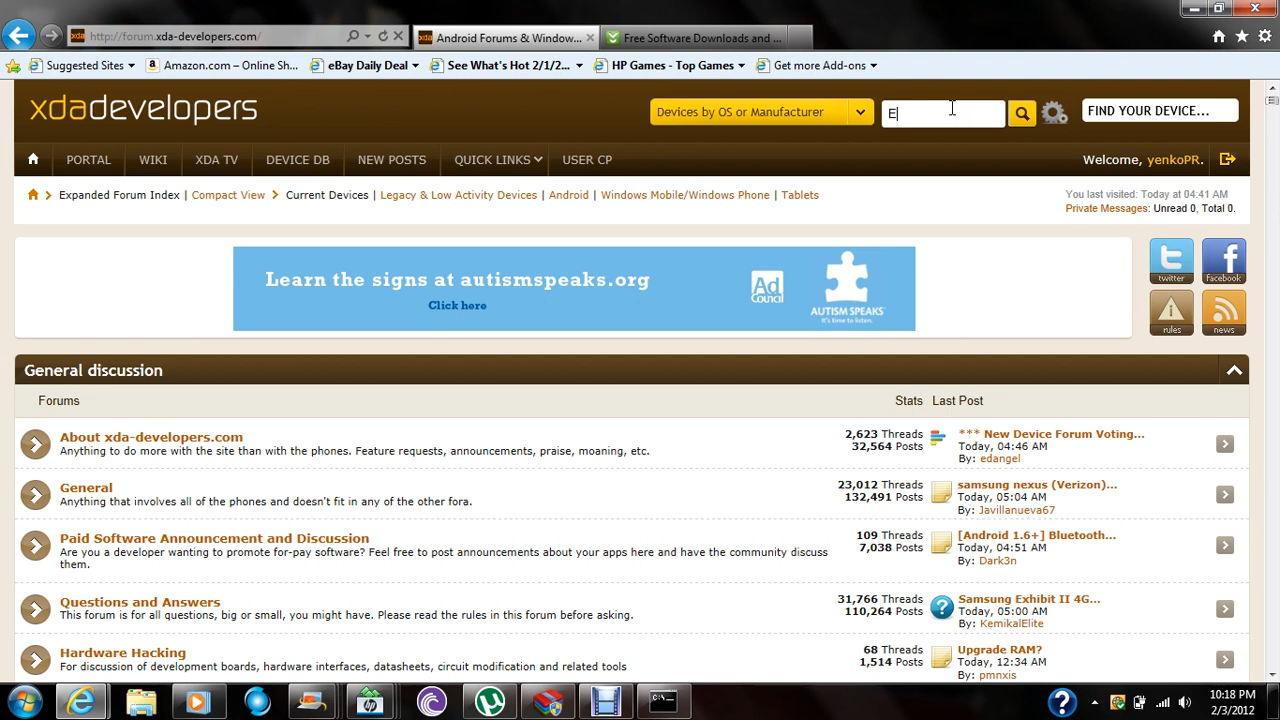 http://forum.xda-developers.com/
Android Forums & Window...
Free Software Downloads and ...
Suggested Sites
Amazon.com – Online Sh...
eBay Daily Deal
See What's Hot 2/1/2...
HP Games - Top Games
Get more Add-ons
xdadevelopers
Devices by OS or Manufacturer
E
FIND YOUR DEVICE...
PORTAL
WIKI
XDA TV
DEVICE DB
NEW POSTS
QUICK LINKS
USER CP
Welcome, yenkoPR.
Expanded Forum Index | Compact View Current Devices | Legacy & Low Activity Devices | Android | Windows Mobile/Windows Phone | Tablets
You last visited: Today at 04:41 AM
Private Messages: Unread 0, Total 0.
Learn the signs at autismspeaks.org
Click here
Ad Council
AUTISM SPEAKS
It's time to listen.
twitter
facebook
rules
news
General discussion
Forums
Stats
Last Post
About xda-developers.com
Anything to do more with the site than with the phones. Feature requests, announcements, praise, moaning, etc.
2,623 Threads
32,564 Posts
*** New Device Forum Voting...
Today, 04:46 AM
By: edangel
General
Anything that involves all of the phones and doesn't fit in any of the other fora.
23,012 Threads
132,491 Posts
samsung nexus (Verizon)...
Today, 05:04 AM
By: Javillanueva67
Paid Software Announcement and Discussion
Are you a developer wanting to promote for-pay software? Feel free to post announcements about your apps here and have the community discuss
them.
109 Threads
7,038 Posts
[Android 1.6+] Bluetooth...
Today, 04:51 AM
By: Dark3n
Questions and Answers
This forum is for all questions, big or small, you might have. Please read the rules in this forum before asking.
31,766 Threads
110,264 Posts
Samsung Exhibit II 4G...
Today, 05:00 AM
By: KemikalElite
Hardware Hacking
For discussion of development boards, hardware interfaces, datasheets, circuit modification and related tools
68 Threads
1,514 Posts
Upgrade RAM?
Today, 12:34 AM
By: pmnxis
10:18 PM
2/3/2012